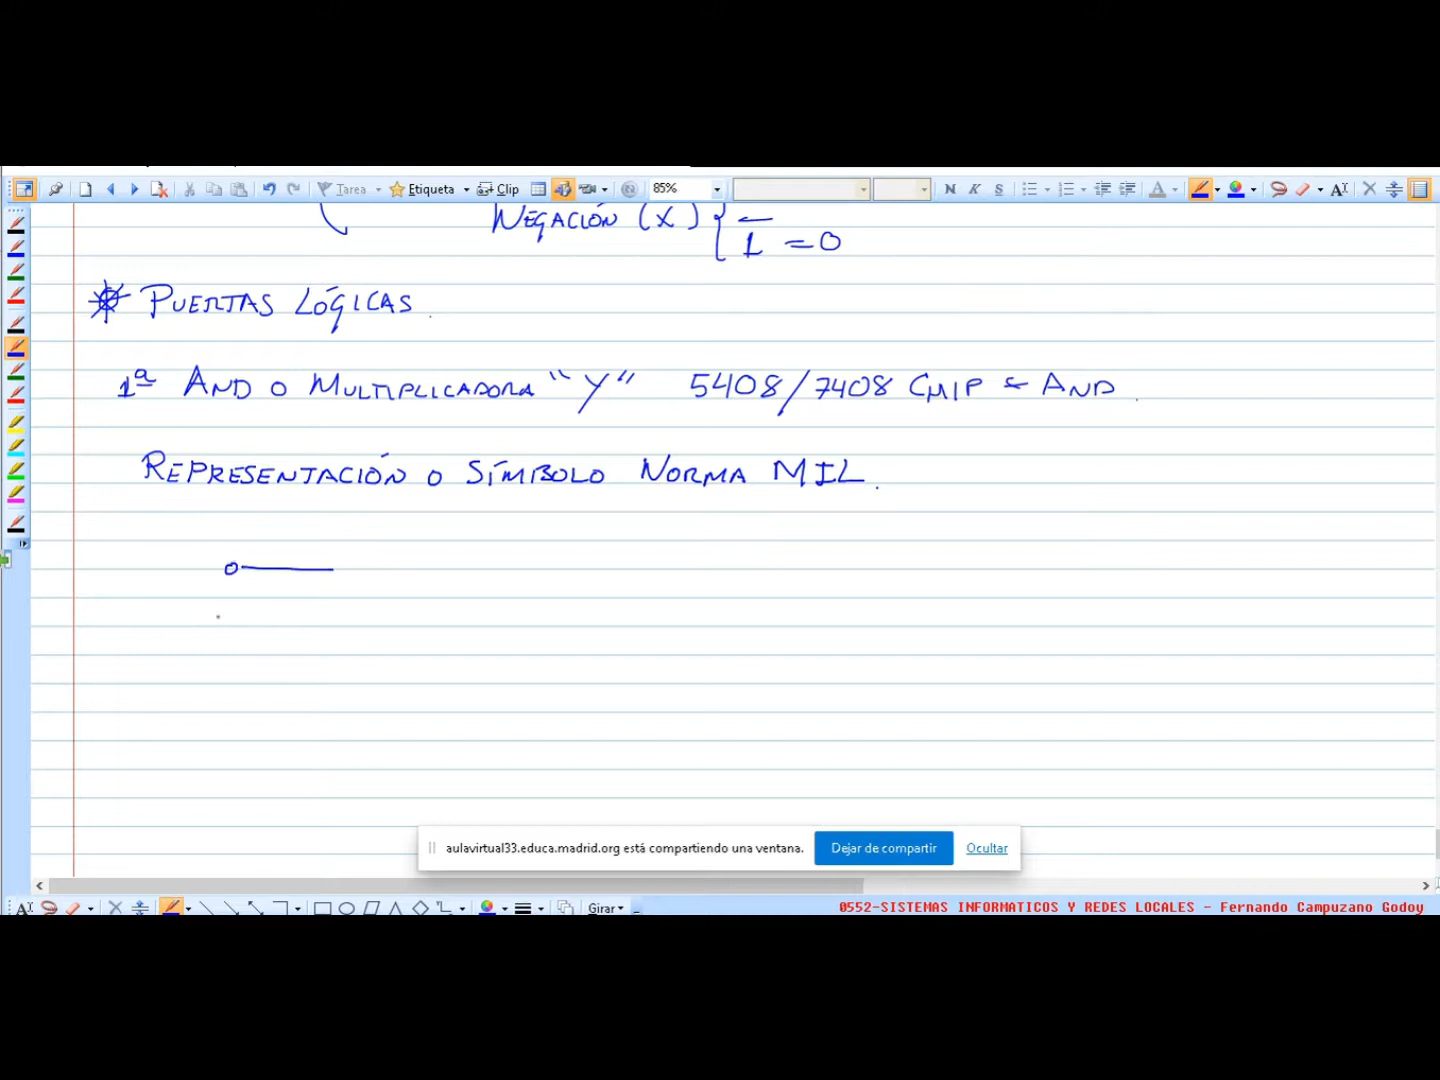 Tarea Etiqueta Clip 85% N K S
NEGACIÓN (X) {
1 = 0
PUERTAS LÓGICAS.
1ª AND O MULTIPLICADORA "Y" 5408/7408 CHIP AND.
REPRESENTACIÓN O SÍMBOLO NORMA MIL.
aulavirtual33.educa.madrid.org está compartiendo una ventana. Dejar de compartir Ocultar
Girar
0552-SISTEMAS INFORMATICOS Y REDES LOCALES - Fernando Campuzano Godoy